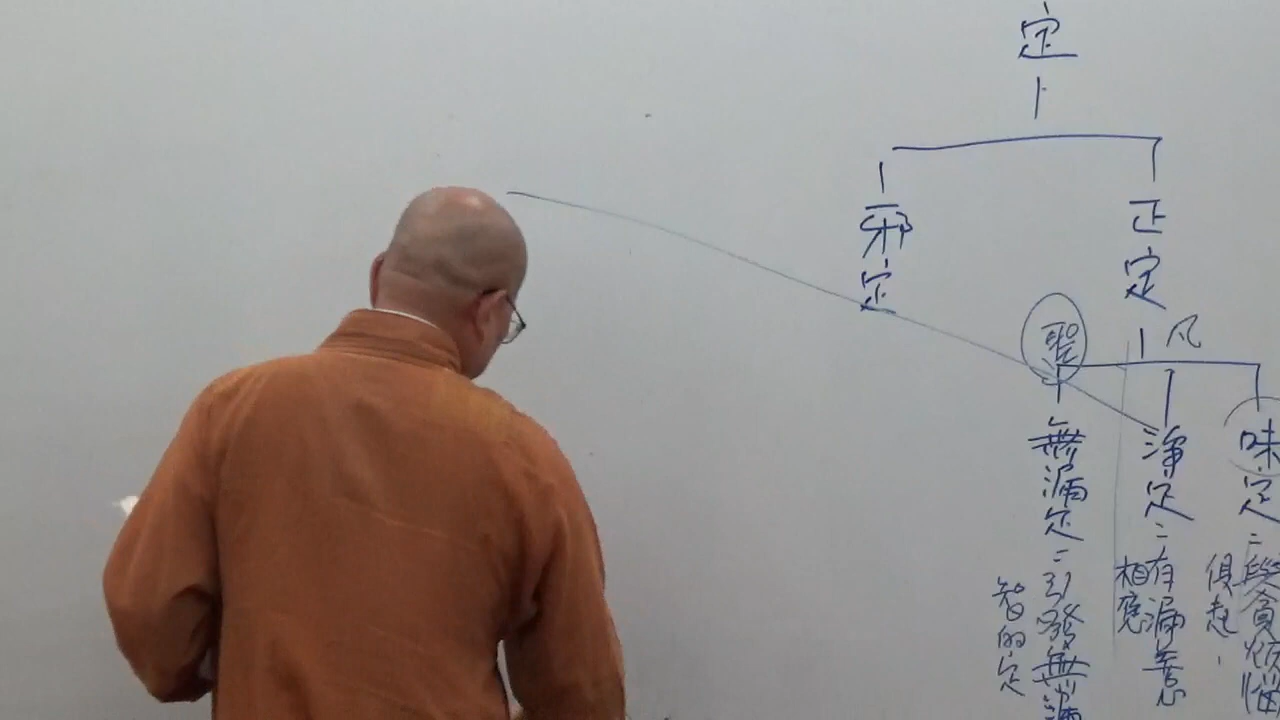 定
邪定
正定
聖
凡
味定=與貪煩惱
俱起
淨定=有漏善
相應
無漏定=引發無漏
智的定